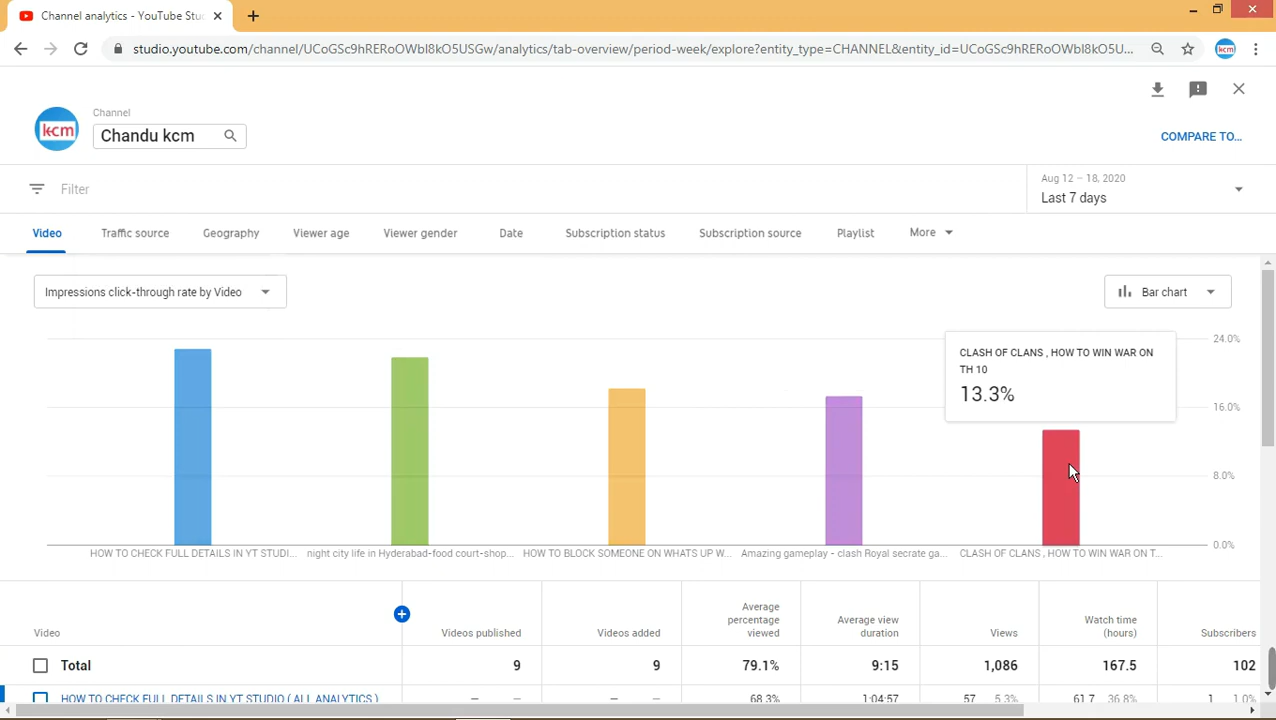 Channel analytics - YouTube Stu
studio.youtube.com/channel/UCoGSc9hRERoOWbl8kO5USGw/analytics/tab-overview/period-week/explore?entity_type=CHANNEL&entity_id=UCoGSc9hRERoOWbl8kO5U...
kcm
kcm
Channel
Chandu kcm
COMPARE TO...
Filter
Aug 12 – 18, 2020
Last 7 days
Video Traffic source Geography Viewer age Viewer gender Date Subscription status Subscription source Playlist More
Impressions click-through rate by Video
Bar chart
24.0%
CLASH OF CLANS , HOW TO WIN WAR ON
TH 10
13.3%
16.0%
8.0%
0.0%
HOW TO CHECK FULL DETAILS IN YT STUDI... night city life in Hyderabad-food court-shop... HOW TO BLOCK SOMEONE ON WHATS UP W... Amazing gameplay - clash Royal secrate ga... CLASH OF CLANS , HOW TO WIN WAR ON T...
Video
Videos published
Videos added
Average
percentage
viewed
Average view
duration
Views
Watch time
(hours)
Subscribers
Total 9 9 79.1% 9:15 1,086 167.5 102
HOW TO CHECK FULL DETAILS IN YT STUDIO ( ALL ANALYTICS ) – – – – 68.3% 1:04:57 57 5.3% 61.7 36.8% 1 1.0%